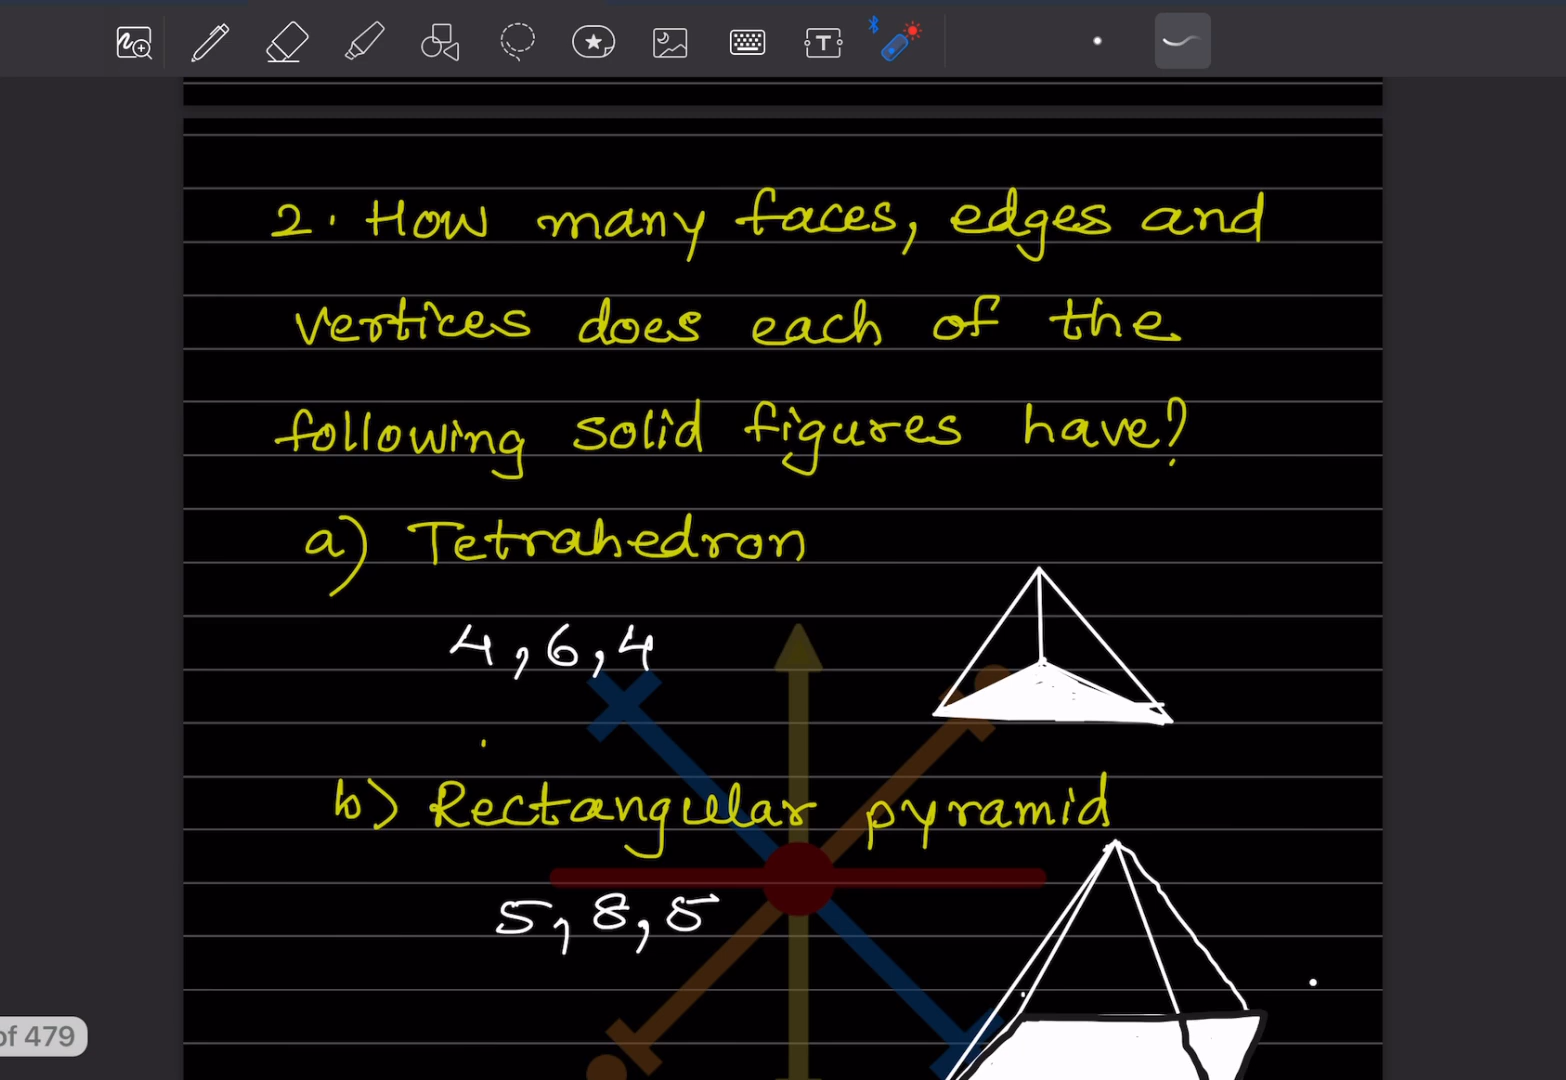 2. How many faces, edges and
vertices does each of the
following solid figures have?
a) Tetrahedron
4, 6, 4
b) Rectangular pyramid
5, 8, 5
of 479